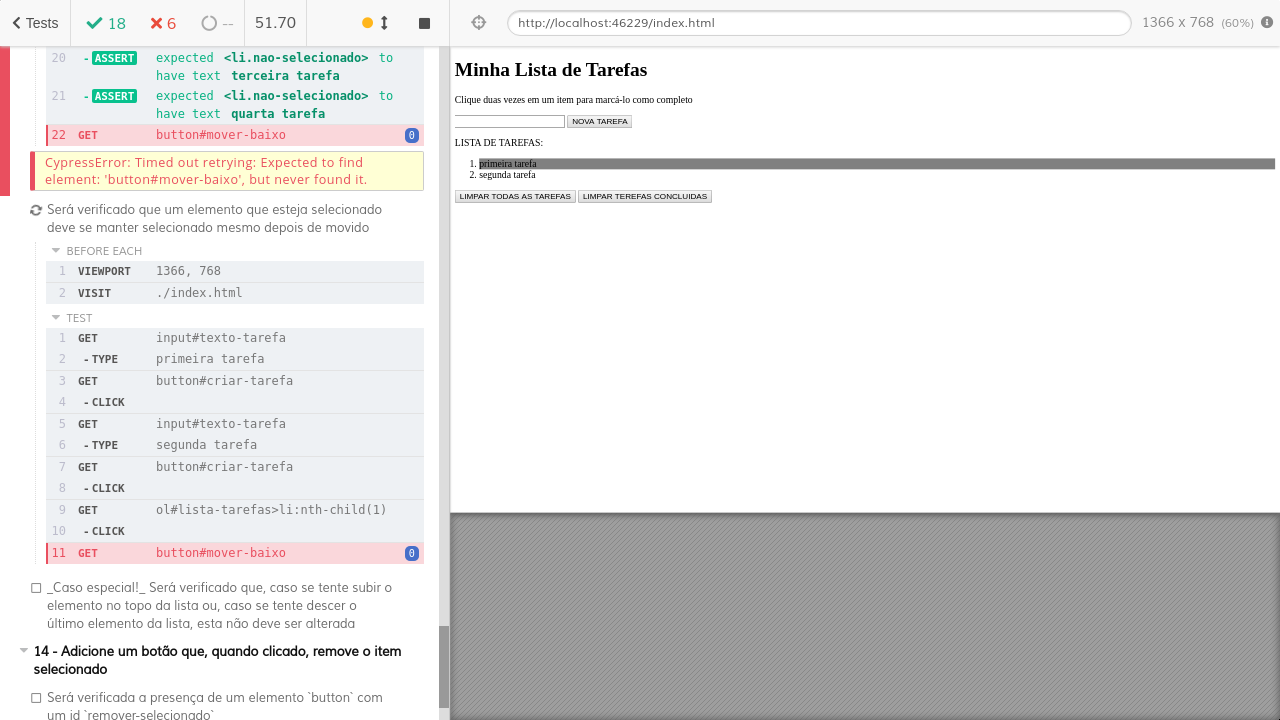 Tests
18
6
--
51.70
http://localhost:46229/index.html
1366 x 768 (60%)
20 -ASSERT expected <li.nao-selecionado> to
have text terceira tarefa
21 -ASSERT expected <li.nao-selecionado> to
have text quarta tarefa
22 GET button#mover-baixo 0
CypressError: Timed out retrying: Expected to find
element: 'button#mover-baixo', but never found it.
Será verificado que um elemento que esteja selecionado
deve se manter selecionado mesmo depois de movido
BEFORE EACH
1 VIEWPORT 1366, 768
2 VISIT ./index.html
TEST
1 GET input#texto-tarefa
2 -TYPE primeira tarefa
3 GET button#criar-tarefa
4 -CLICK
5 GET input#texto-tarefa
6 -TYPE segunda tarefa
7 GET button#criar-tarefa
8 -CLICK
9 GET ol#lista-tarefas>li:nth-child(1)
10 -CLICK
11 GET button#mover-baixo 0
_Caso especial!_ Será verificado que, caso se tente subir o
elemento no topo da lista ou, caso se tente descer o
último elemento da lista, esta não deve ser alterada
14 - Adicione um botão que, quando clicado, remove o item
selecionado
Será verificada a presença de um elemento `button` com
um id `remover-selecionado`
Minha Lista de Tarefas
Clique duas vezes em um item para marcá-lo como completo
NOVA TAREFA
LISTA DE TAREFAS:
1. primeira tarefa
2. segunda tarefa
LIMPAR TODAS AS TAREFAS
LIMPAR TEREFAS CONCLUIDAS